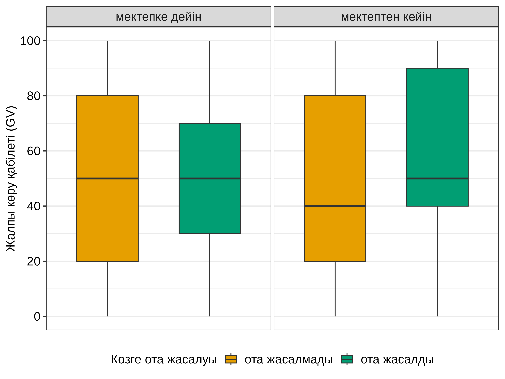 мектепке дейін
мектептен кейін
Жалпы көру қабілеті (GV)
100
80
60
40
20
0
Козге ота жасалуы ота жасалмады ота жасалды